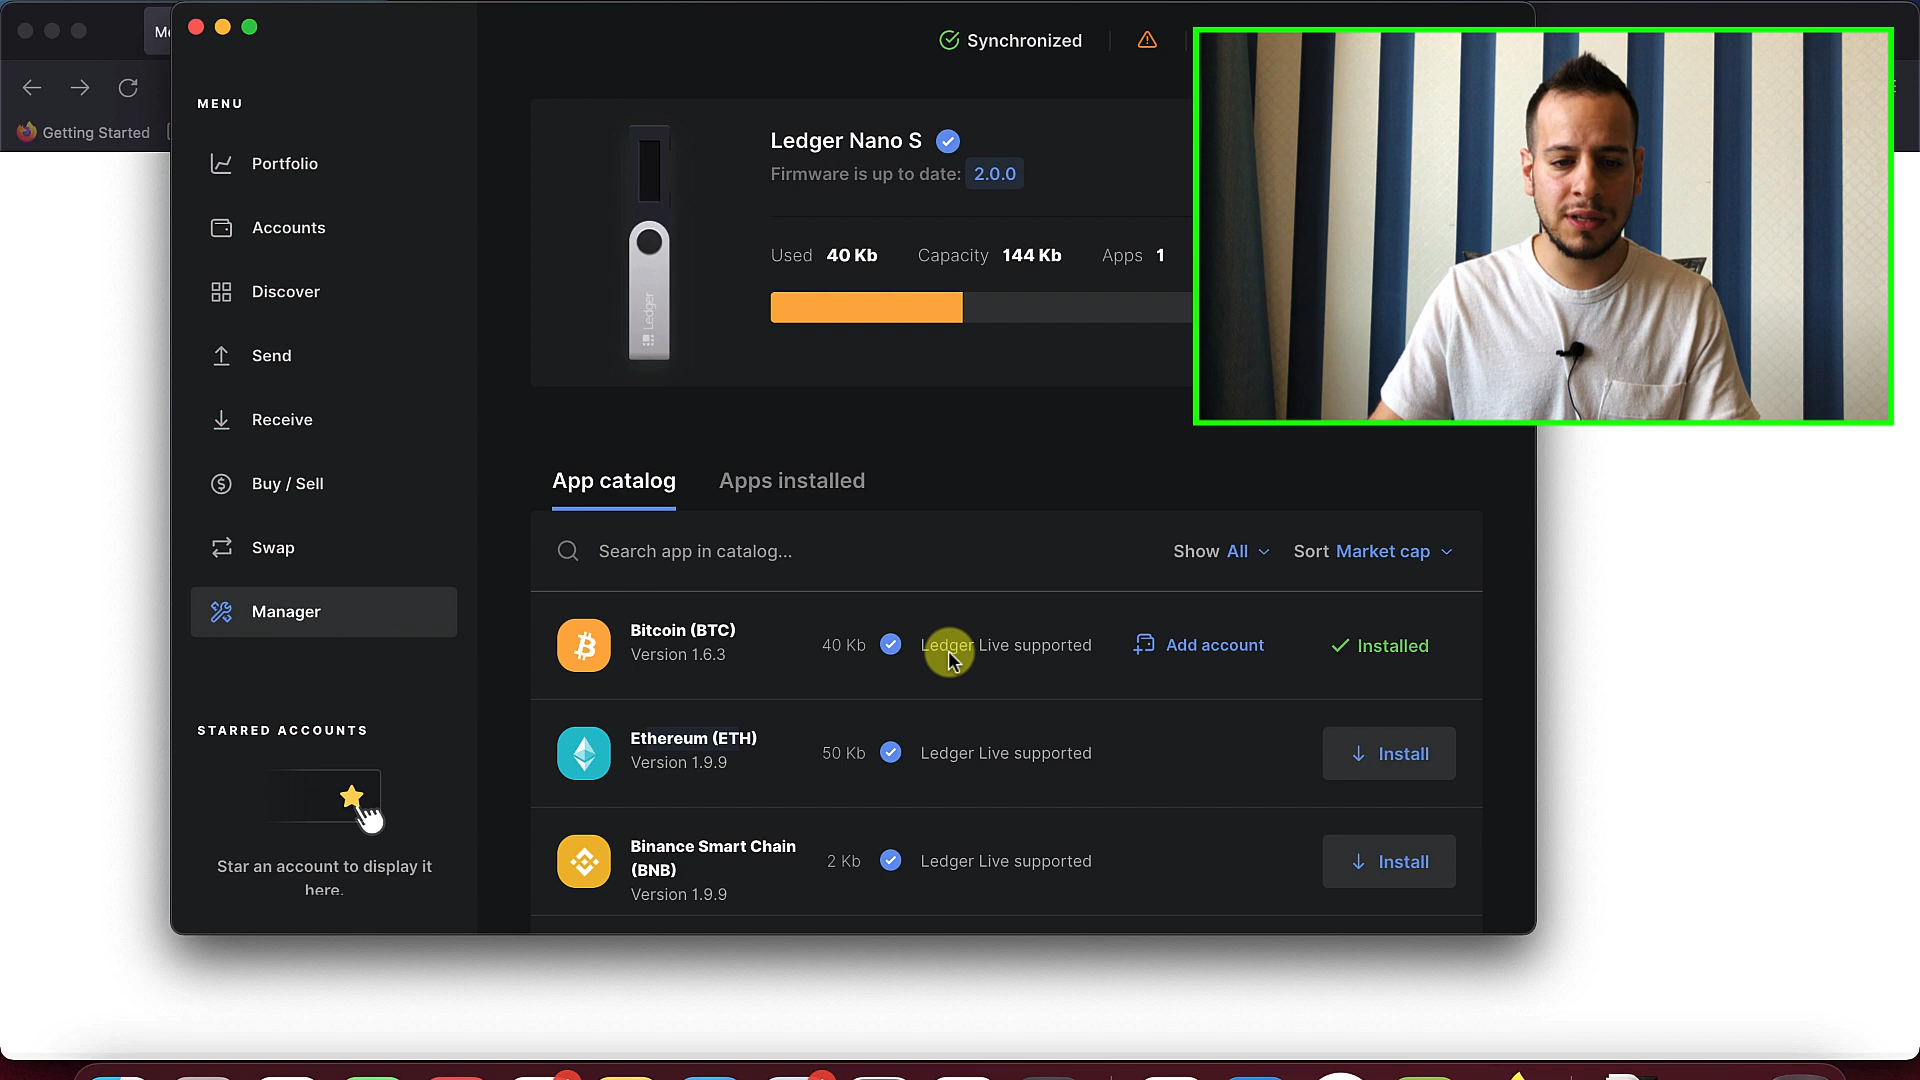 Me
Synchronized
Getting Started
MENU
Portfolio
Accounts
Discover
Send
Receive
Buy / Sell
Swap
Manager
STARRED ACCOUNTS
Star an account to display it
here.
Ledger
Ledger Nano S
Firmware is up to date: 2.0.0
Used 40 Kb Capacity 144 Kb Apps 1
App catalog Apps installed
Search app in catalog... Show All Sort Market cap
Bitcoin (BTC)
Version 1.6.3
40 Kb Ledger Live supported Add account Installed
Ethereum (ETH)
Version 1.9.9
50 Kb Ledger Live supported Install
Binance Smart Chain
(BNB)
Version 1.9.9
2 Kb Ledger Live supported Install